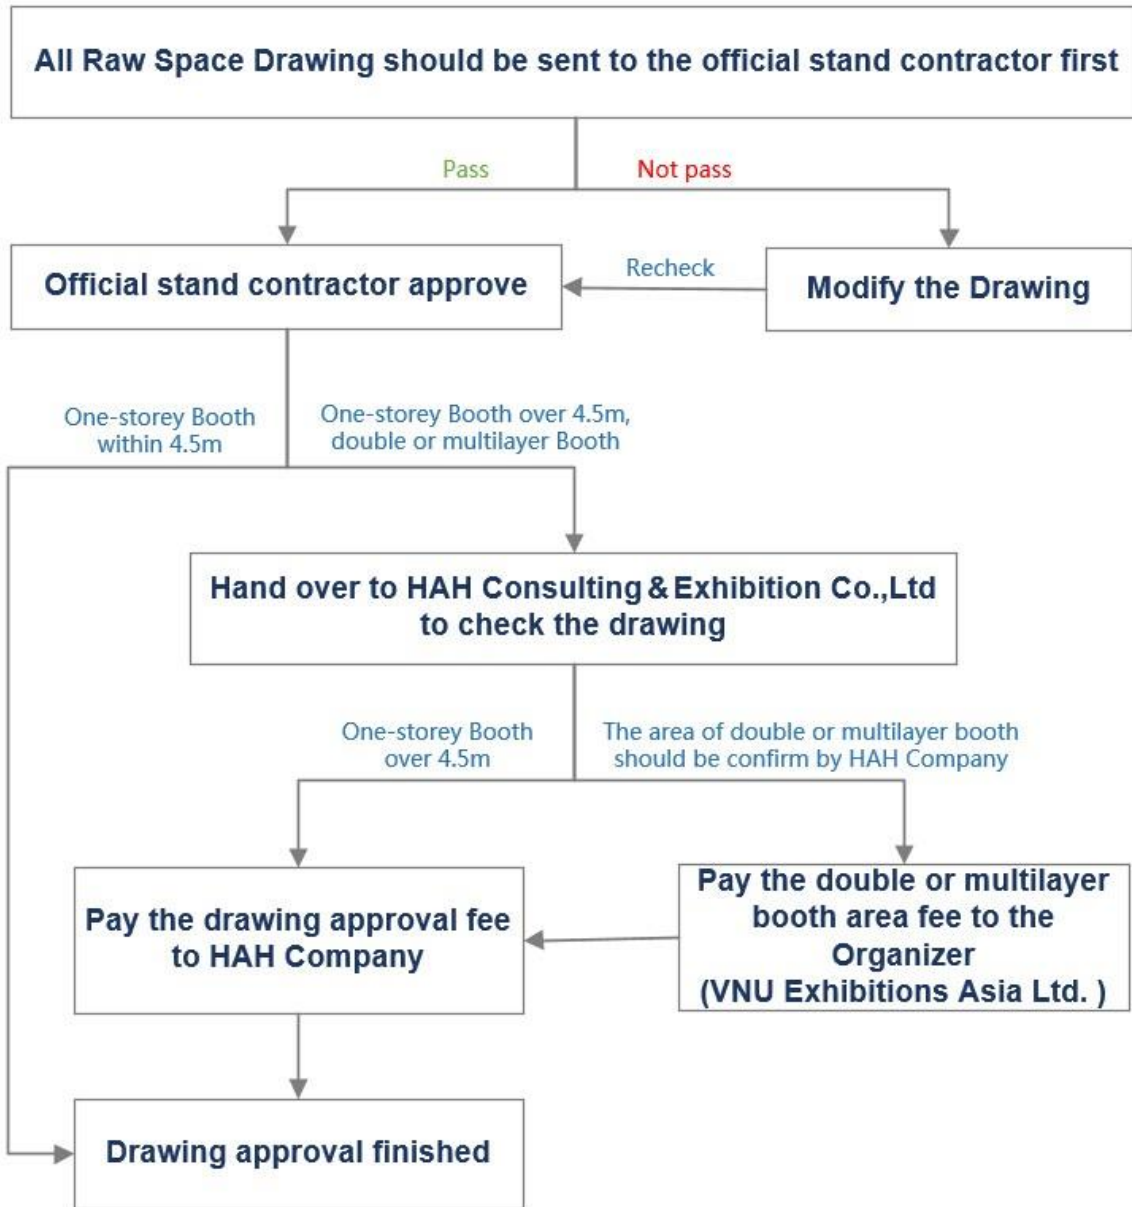 All Raw Space Drawing should be sent to the official stand contractor first
Pass
Not pass
Official stand contractor approve
Recheck
Modify the Drawing
One-storey Booth
within 4.5m
One-storey Booth over 4.5m,
double or multilayer Booth
Hand over to HAH Consulting & Exhibition Co.,Ltd
to check the drawing
One-storey Booth
over 4.5m
The area of double or multilayer booth
should be confirm by HAH Company
Pay the drawing approval fee
to HAH Company
Pay the double or multilayer
booth area fee to the
Organizer
(VNU Exhibitions Asia Ltd. )
Drawing approval finished